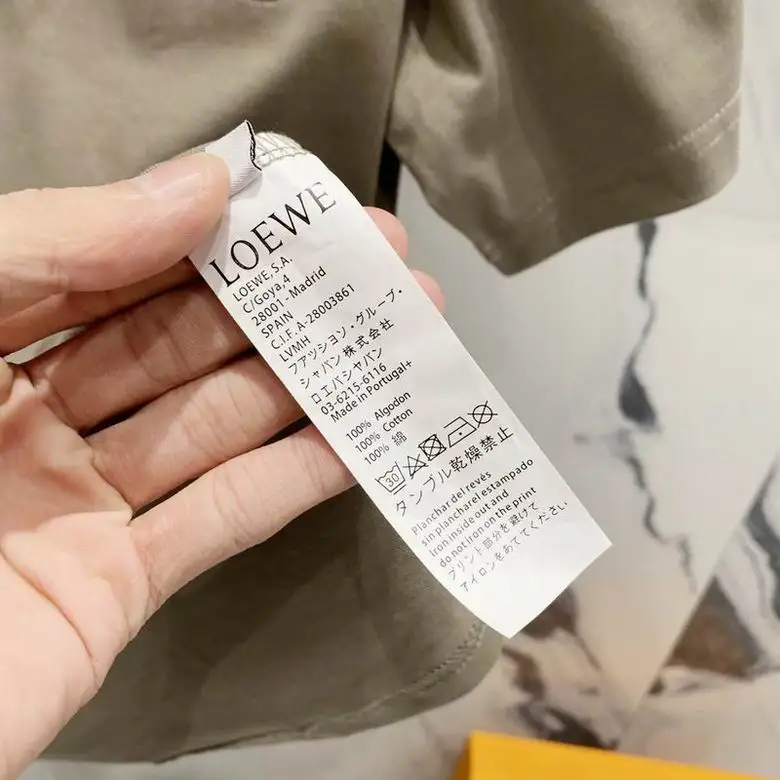 LOEWE
LOEWE, S.A.
C/Goya, 4
28001 - Madrid
SPAIN
C.I.F. A-28003861
LVMH
ファッション・グループ・
ジャパン株式会社
ロエベジャパン
03-6215-6116
Made in Portugal+
100% Algodon
100% Cotton
100% 綿
30
タンブル乾燥禁止
Planchar del revés
sin planchar el estampado
Iron inside out and
do not iron on the print
プリント部分を避けて
アイロンをあててください